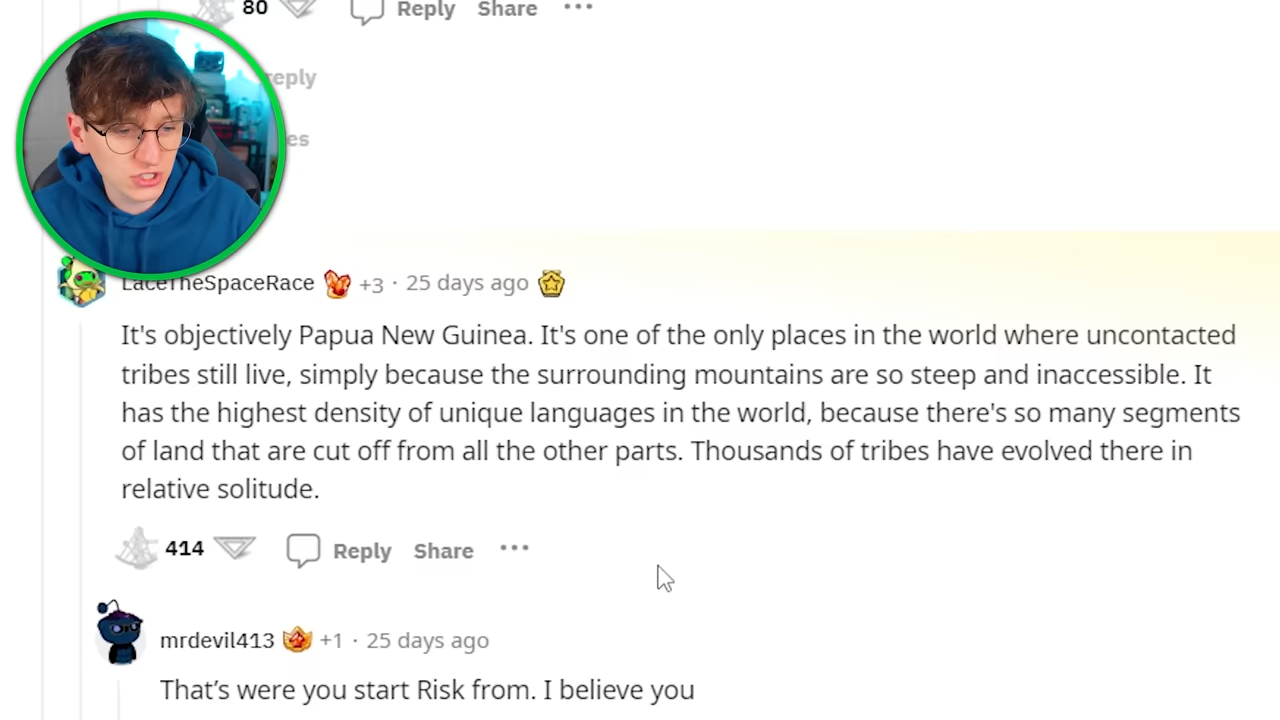 80 Reply Share
reply
es
LaceTheSpaceRace +3 · 25 days ago
It's objectively Papua New Guinea. It's one of the only places in the world where uncontacted
tribes still live, simply because the surrounding mountains are so steep and inaccessible. It
has the highest density of unique languages in the world, because there's so many segments
of land that are cut off from all the other parts. Thousands of tribes have evolved there in
relative solitude.
414 Reply Share
mrdevil413 +1 · 25 days ago
That’s were you start Risk from. I believe you